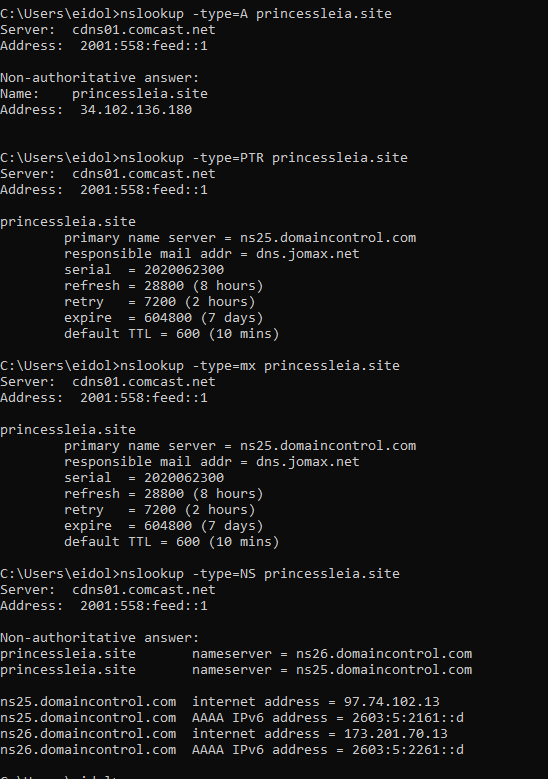 C:\Users\eidol>nslookup -type=A princessleia.site
Server:  cdns01.comcast.net
Address:  2001:558:feed::1
Non-authoritative answer:
Name:    princessleia.site
Address:  34.102.136.180
C:\Users\eidol>nslookup -type=PTR princessleia.site
Server:  cdns01.comcast.net
Address:  2001:558:feed::1
princessleia.site
        primary name server = ns25.domaincontrol.com
        responsible mail addr = dns.jomax.net
        serial  = 2020062300
        refresh = 28800 (8 hours)
        retry   = 7200 (2 hours)
        expire  = 604800 (7 days)
        default TTL = 600 (10 mins)
C:\Users\eidol>nslookup -type=mx princessleia.site
Server:  cdns01.comcast.net
Address:  2001:558:feed::1
princessleia.site
        primary name server = ns25.domaincontrol.com
        responsible mail addr = dns.jomax.net
        serial  = 2020062300
        refresh = 28800 (8 hours)
        retry   = 7200 (2 hours)
        expire  = 604800 (7 days)
        default TTL = 600 (10 mins)
C:\Users\eidol>nslookup -type=NS princessleia.site
Server:  cdns01.comcast.net
Address:  2001:558:feed::1
Non-authoritative answer:
princessleia.site       nameserver = ns26.domaincontrol.com
princessleia.site       nameserver = ns25.domaincontrol.com
ns25.domaincontrol.com  internet address = 97.74.102.13
ns25.domaincontrol.com  AAAA IPv6 address = 2603:5:2161::d
ns26.domaincontrol.com  internet address = 173.201.70.13
ns26.domaincontrol.com  AAAA IPv6 address = 2603:5:2261::d